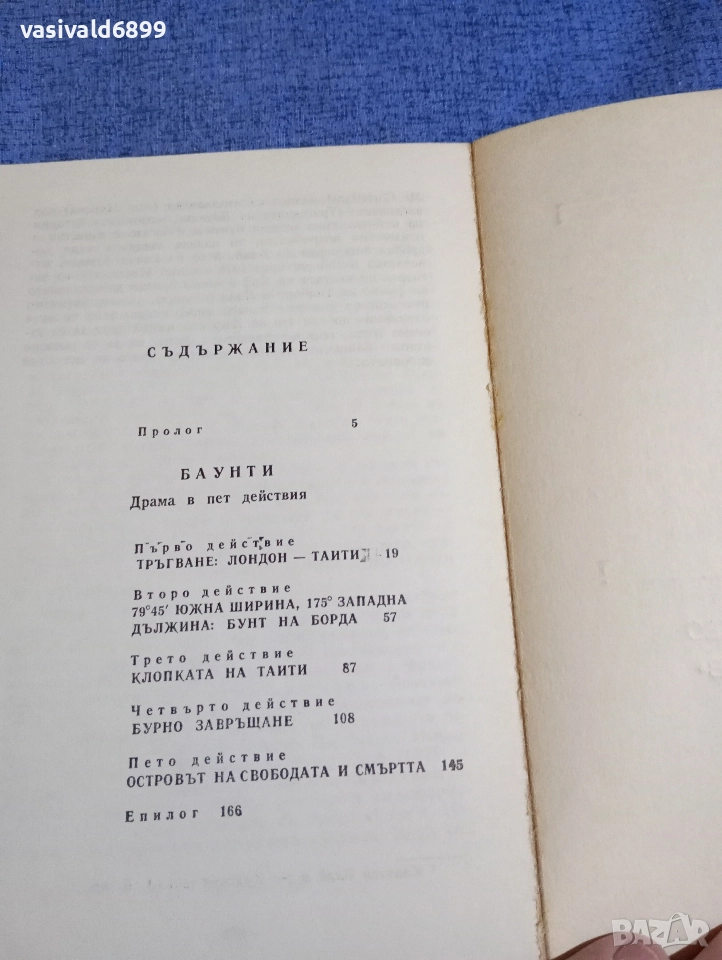 vasivald6899
СЪДЪРЖАНИЕ
Пролог 5
БАУНТИ
Драма в пет действия
Първо действие
ТРЪГВАНЕ: ЛОНДОН — ТАИТИ 19
Второ действие
79°45′ ЮЖНА ШИРИНА, 175° ЗАПАДНА
ДЪЛЖИНА: БУНТ НА БОРДА 57
Трето действие
КЛОПКАТА НА ТАИТИ 87
Четвърто действие
БУРНО ЗАВРЪЩАНЕ 108
Пето действие
ОСТРОВЪТ НА СВОБОДАТА И СМЪРТТА 145
Епилог 166
BAZAR